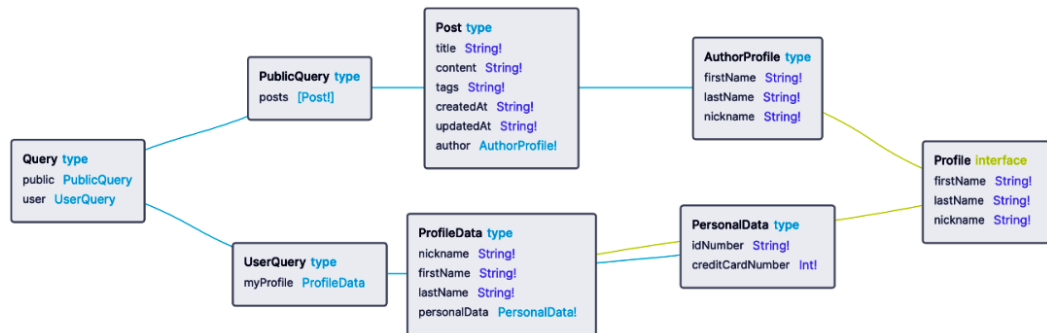 Query type
public PublicQuery
user UserQuery
PublicQuery type
posts [Post!]
UserQuery type
myProfile ProfileData
Post type
title String!
content String!
tags String!
createdAt String!
updatedAt String!
author AuthorProfile!
ProfileData type
nickname String!
firstName String!
lastName String!
personalData PersonalData!
AuthorProfile type
firstName String!
lastName String!
nickname String!
PersonalData type
idNumber String!
creditCardNumber Int!
Profile interface
firstName String!
lastName String!
nickname String!